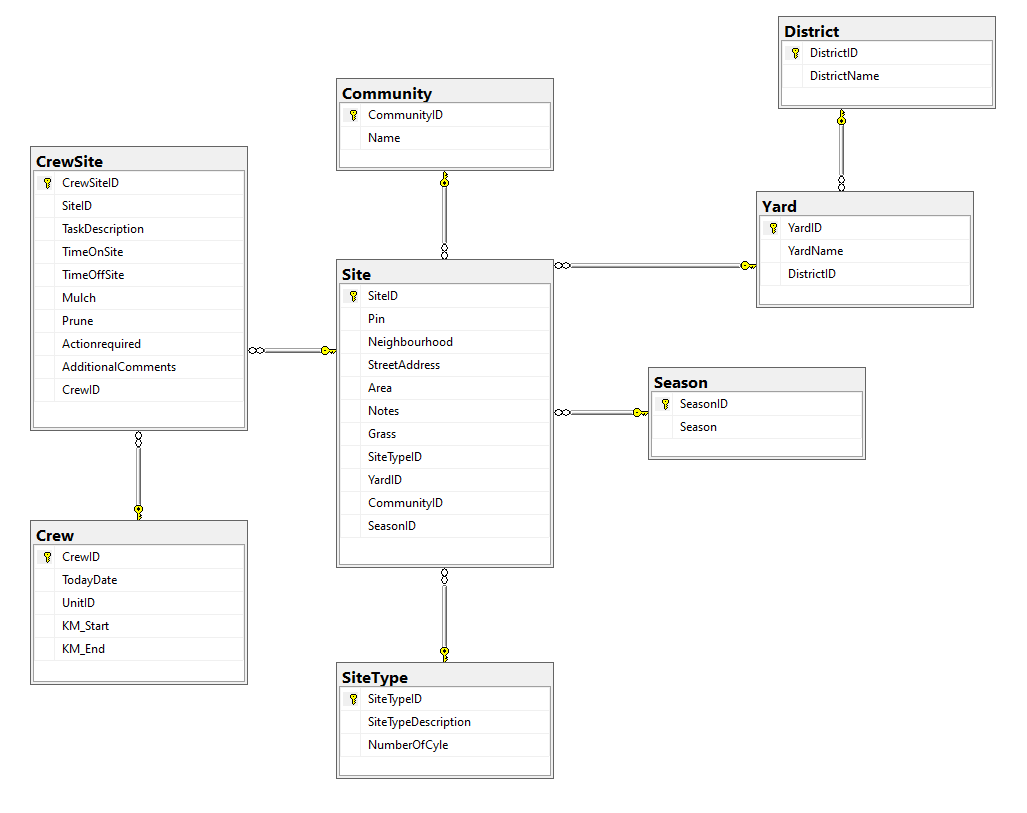 District
DistrictID
DistrictName
Community
CommunityID
Name
CrewSite
CrewSiteID
SiteID
TaskDescription
TimeOnSite
TimeOffSite
Mulch
Prune
Actionrequired
AdditionalComments
CrewID
Yard
YardID
YardName
DistrictID
Site
SiteID
Pin
Neighbourhood
StreetAddress
Area
Notes
Grass
SiteTypeID
YardID
CommunityID
SeasonID
Season
SeasonID
Season
Crew
CrewID
TodayDate
UnitID
KM_Start
KM_End
SiteType
SiteTypeID
SiteTypeDescription
NumberOfCyle